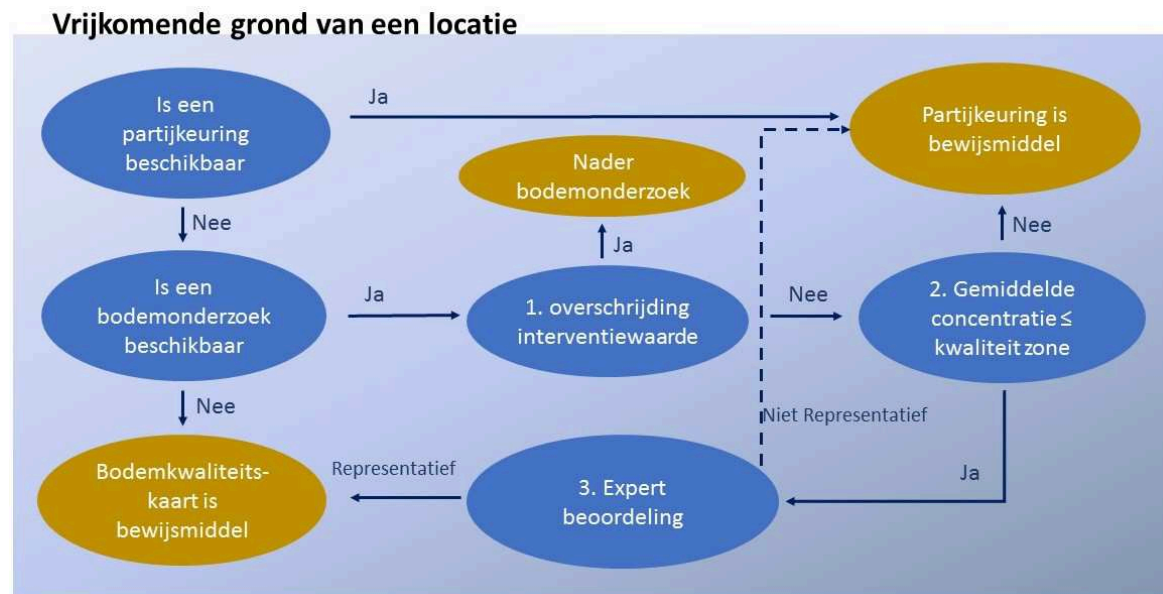 Vrijkomende grond van een locatie
Is een
partijkeuring
beschikbaar
Ja
Partijkeuring is
bewijsmiddel
Nader
bodemonderzoek
Nee
Ja
Nee
Is een
bodemonderzoek
beschikbaar
Ja
1. overschrijding
interventiewaarde
Nee
2. Gemiddelde
concentratie ≤
kwaliteit zone
Nee
Niet Representatief
Bodemkwaliteits-
kaart is
bewijsmiddel
Representatief
3. Expert
beoordeling
Ja